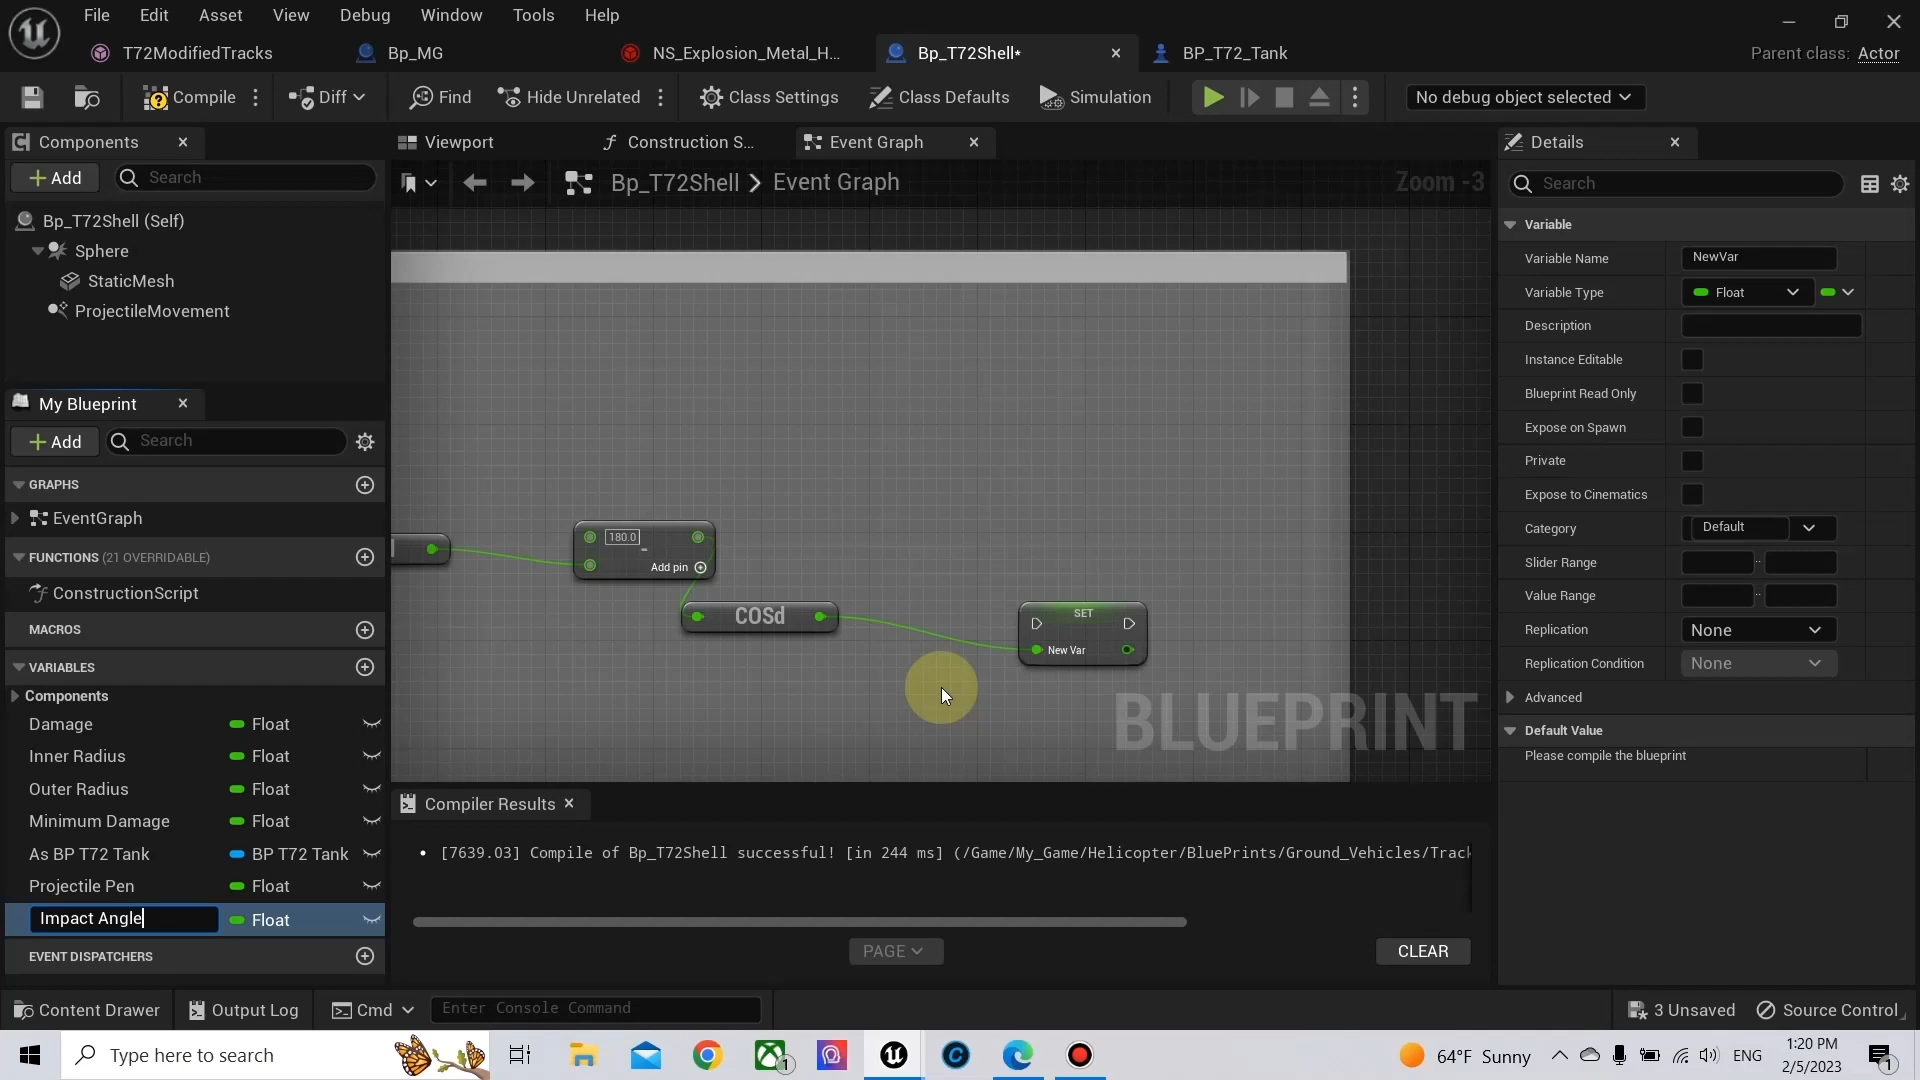 File Edit Asset View Debug Window Tools Help
T72ModifiedTracks Bp_MG NS_Explosion_Metal_H... Bp_T72Shell* BP_T72_Tank Parent class: Actor
Compile Diff Find Hide Unrelated Class Settings Class Defaults Simulation No debug object selected
Components Viewport Construction S... Event Graph Details
Add Search Bp_T72Shell Event Graph Zoom -3 Search
Bp_T72Shell (Self)
Sphere
StaticMesh
ProjectileMovement
My Blueprint
Add Search
GRAPHS
EventGraph
FUNCTIONS (21 OVERRIDABLE)
ConstructionScript
MACROS
VARIABLES
Components
Damage Float
Inner Radius Float
Outer Radius Float
Minimum Damage Float
As BP T72 Tank BP T72 Tank
Projectile Pen Float
Impact Angle Float
EVENT DISPATCHERS
180.0
Add pin
COSd
SET
New Var
BLUEPRINT
Compiler Results
• [7639.03] Compile of Bp_T72Shell successful! [in 244 ms] (/Game/My_Game/Helicopter/BluePrints/Ground_Vehicles/Track
PAGE CLEAR
Variable
Variable Name NewVar
Variable Type Float
Description
Instance Editable
Blueprint Read Only
Expose on Spawn
Private
Expose to Cinematics
Category Default
Slider Range
Value Range
Replication None
Replication Condition None
Advanced
Default Value
Please compile the blueprint
Content Drawer Output Log Cmd Enter Console Command 3 Unsaved Source Control
Type here to search 1 64°F Sunny ENG 1:20 PM 1
2/5/2023